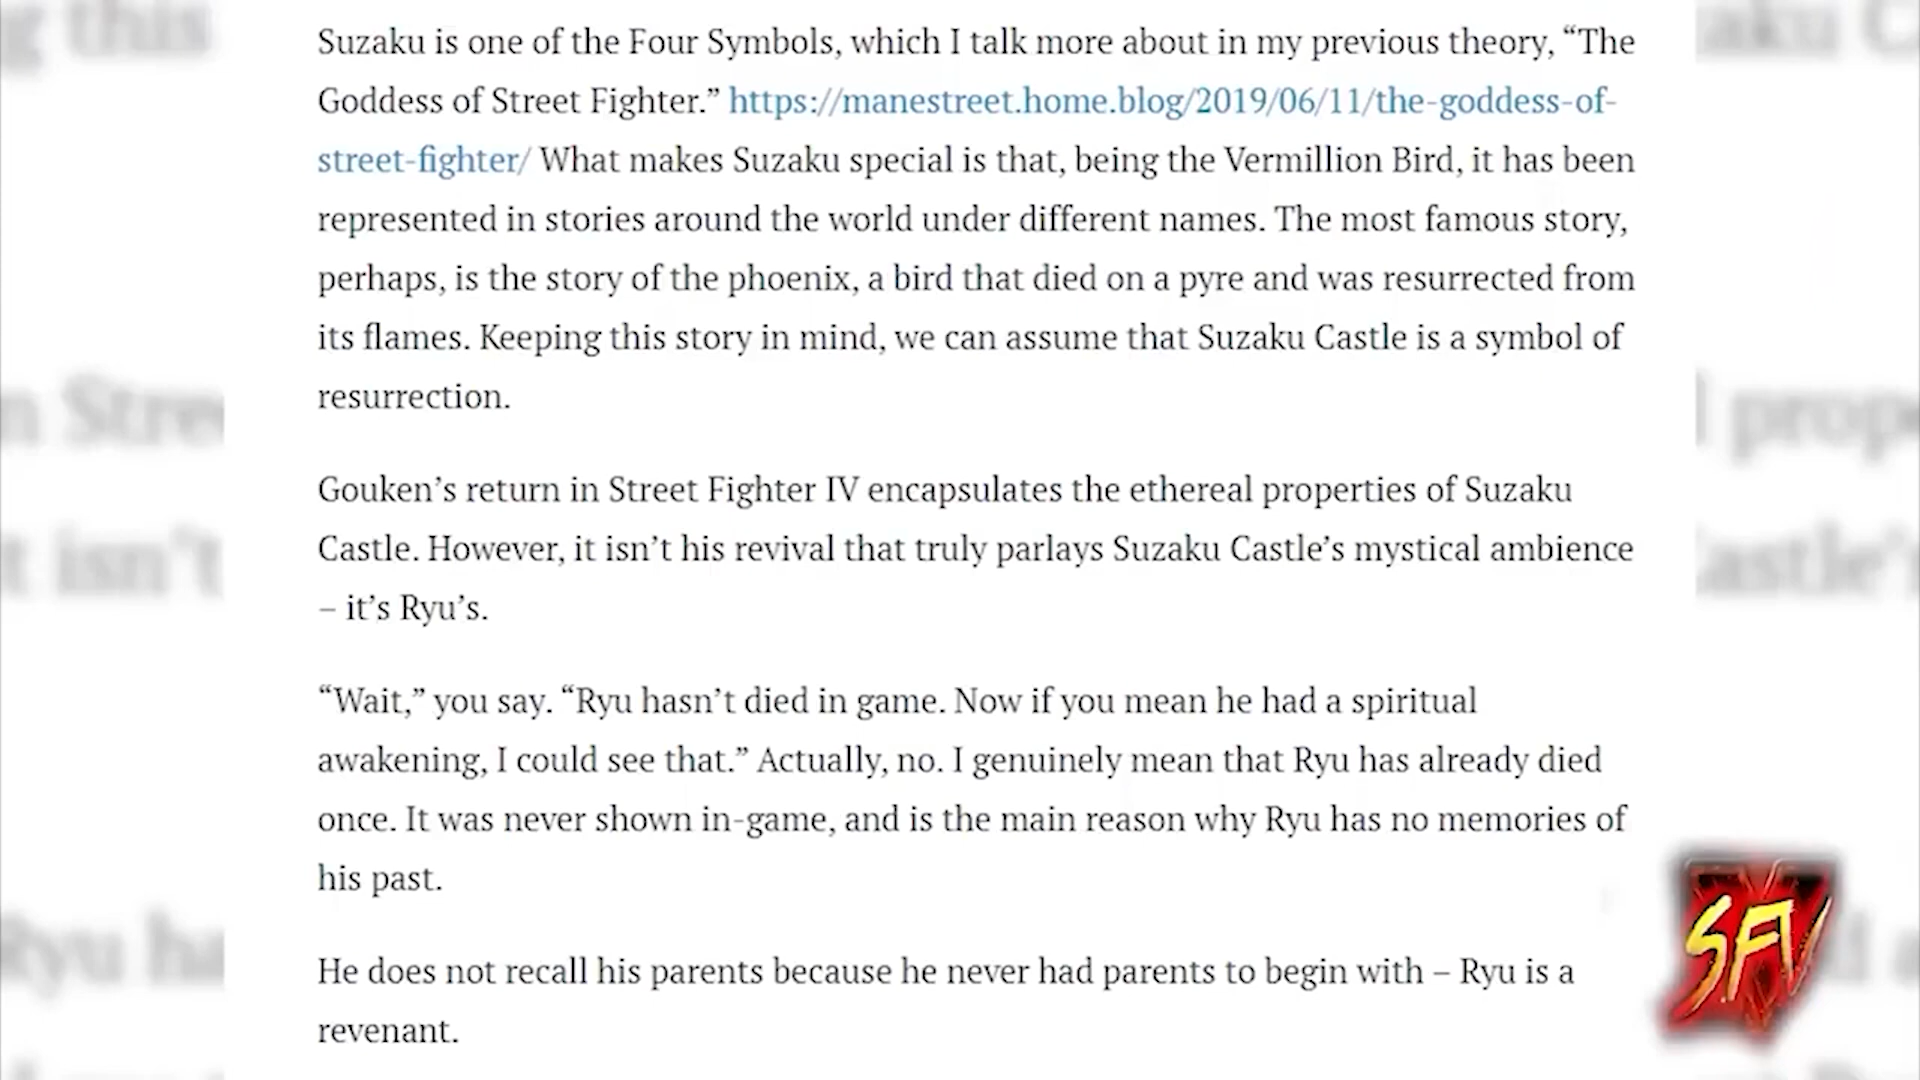 Suzaku is one of the Four Symbols, which I talk more about in my previous theory, “The
Goddess of Street Fighter.” https://manestreet.home.blog/2019/06/11/the-goddess-of-
street-fighter/ What makes Suzaku special is that, being the Vermillion Bird, it has been
represented in stories around the world under different names. The most famous story,
perhaps, is the story of the phoenix, a bird that died on a pyre and was resurrected from
its flames. Keeping this story in mind, we can assume that Suzaku Castle is a symbol of
resurrection.
Gouken’s return in Street Fighter IV encapsulates the ethereal properties of Suzaku
Castle. However, it isn’t his revival that truly parlays Suzaku Castle’s mystical ambience
– it’s Ryu’s.
“Wait,” you say. “Ryu hasn’t died in game. Now if you mean he had a spiritual
awakening, I could see that.” Actually, no. I genuinely mean that Ryu has already died
once. It was never shown in-game, and is the main reason why Ryu has no memories of
his past.
He does not recall his parents because he never had parents to begin with – Ryu is a
revenant.
SFV